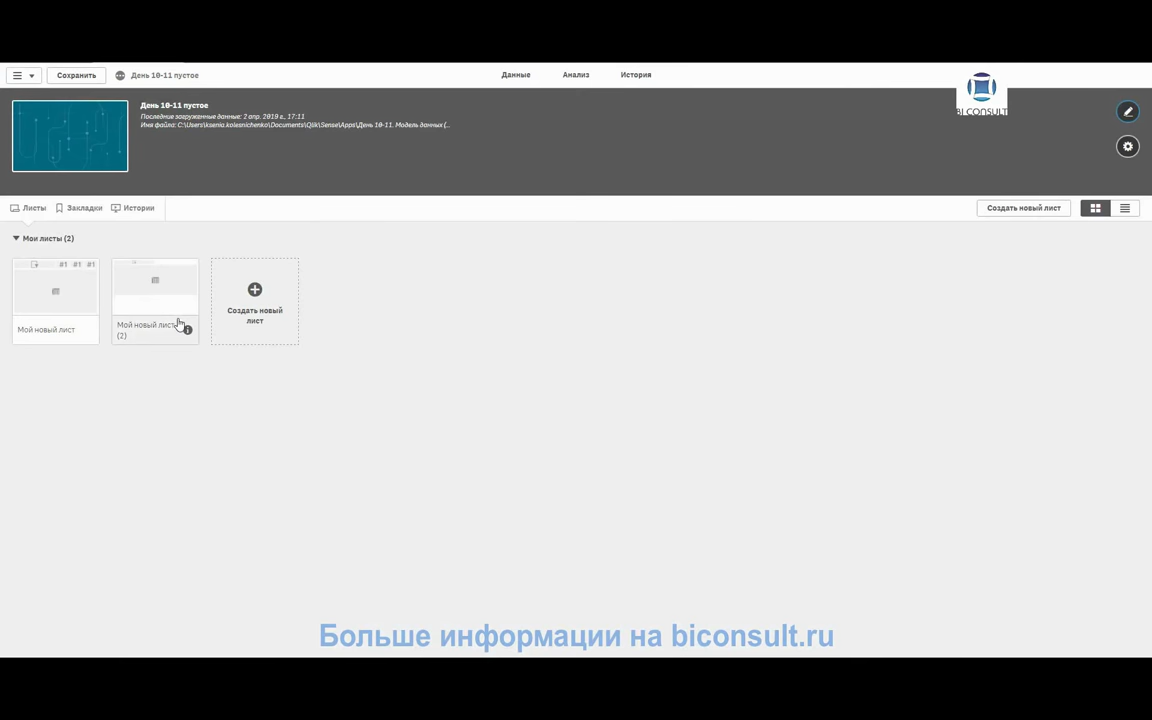 Сохранить
День 10-11 пустое
Данные
Анализ
История
BI CONSULT
День 10-11 пустое
Последние загруженные данные: 2 апр. 2019 г., 17:11
Имя файла: C:\Users\ksenia.kolesnichenko\Documents\Qlik\Sense\Apps\День 10-11. Модель данных (...
Листы
Закладки
Истории
Создать новый лист
Мои листы (2)
#1 #1 #1
Мой новый лист
Мой новый лист
(2)
Создать новый
лист
Больше информации на biconsult.ru